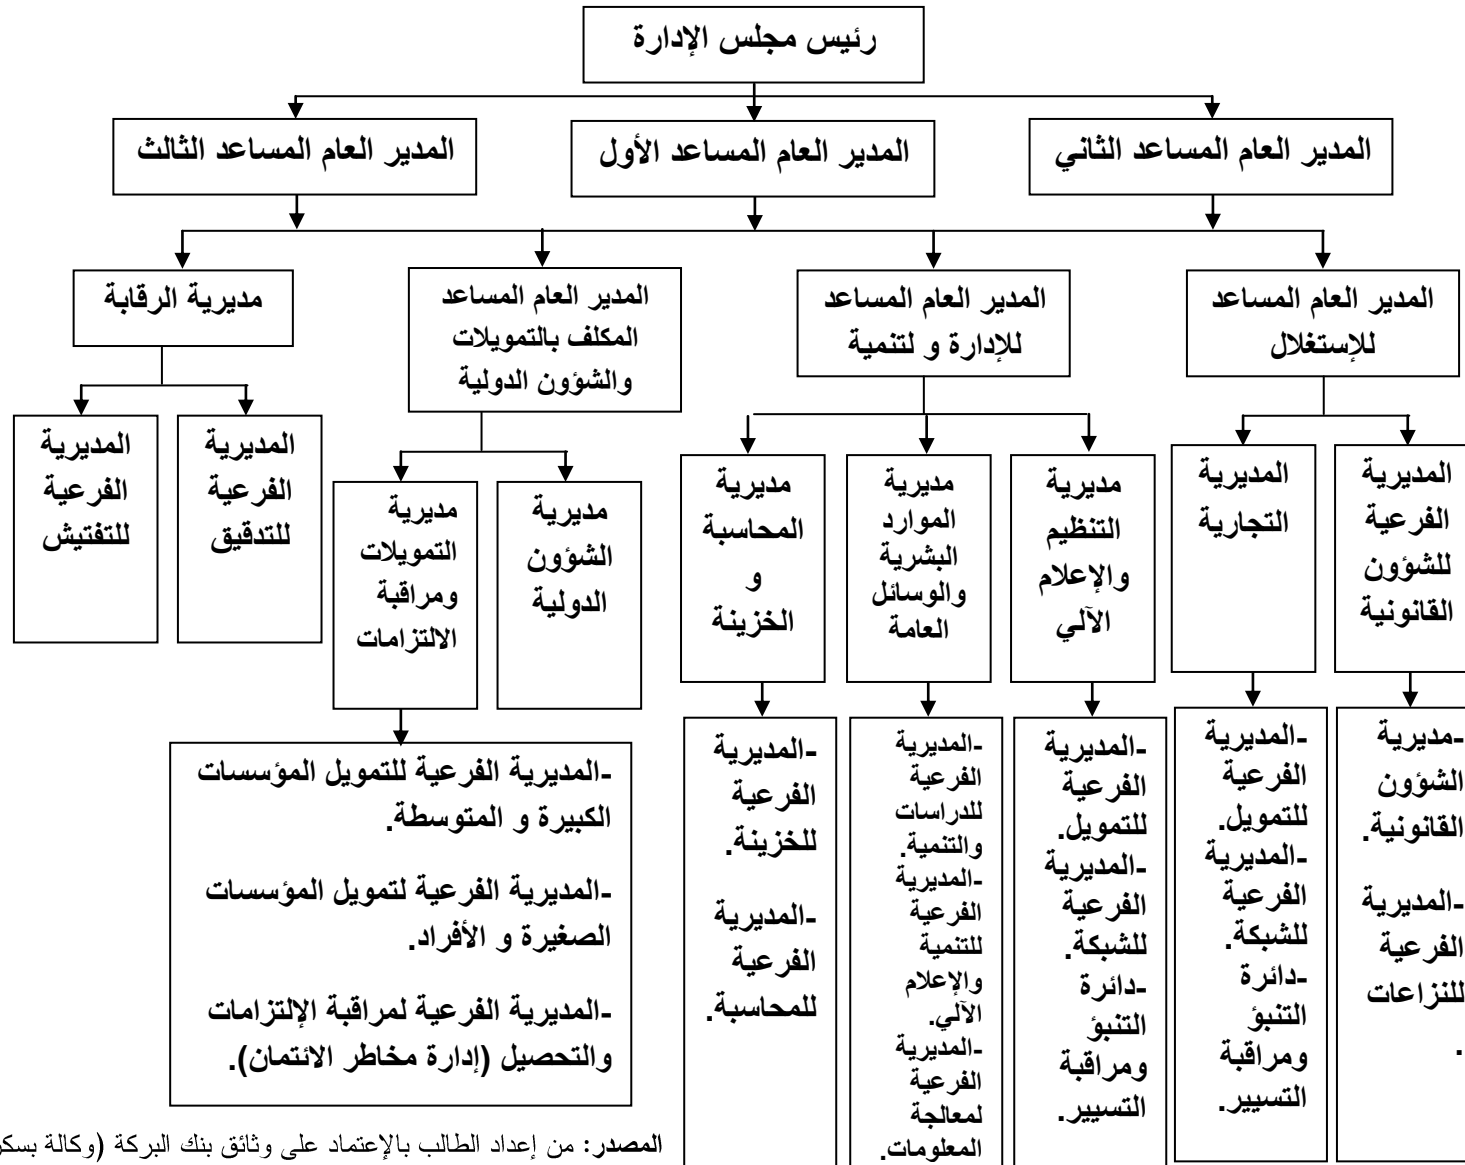 رئيس مجلس الإدارة
المدير العام المساعد الثاني
المدير العام المساعد الأول
المدير العام المساعد الثالث
المدير العام المساعد
للإستغلال
المدير العام المساعد
للإدارة و لتنمية
المدير العام المساعد
المكلف بالتمويلات
والشؤون الدولية
مديرية الرقابة
المديرية
الفرعية
للشؤون
القانونية
المديرية
التجارية
مديرية
التنظيم
والإعلام
الآلي
مديرية
الموارد
البشرية
والوسائل
العامة
مديرية
المحاسبة
و
الخزينة
مديرية
الشؤون
الدولية
مديرية
التمويلات
ومراقبة
الالتزامات
المديرية
الفرعية
للتدقيق
المديرية
الفرعية
للتفتيش
-مديرية
الشؤون
القانونية.
-المديرية
الفرعية
للنزاعات
.
-المديرية
الفرعية
للتمويل.
-المديرية
الفرعية
للشبكة.
-دائرة
التنبؤ
ومراقبة
التسيير.
-المديرية
الفرعية
للتمويل.
-المديرية
الفرعية
للشبكة.
-دائرة
التنبؤ
ومراقبة
التسيير.
-المديرية
الفرعية
للدراسات
والتنمية.
-المديرية
الفرعية
للتنمية
والإعلام
الآلي.
-المديرية
الفرعية
لمعالجة
المعلومات.
-المديرية
الفرعية
للخزينة.
-المديرية
الفرعية
للمحاسبة.
-المديرية الفرعية للتمويل المؤسسات
الكبيرة و المتوسطة.
-المديرية الفرعية لتمويل المؤسسات
الصغيرة و الأفراد.
-المديرية الفرعية لمراقبة الإلتزامات
والتحصيل (إدارة مخاطر الائتمان).
المصدر: من إعداد الطالب بالإعتماد على وثائق بنك البركة (وكالة بسكر